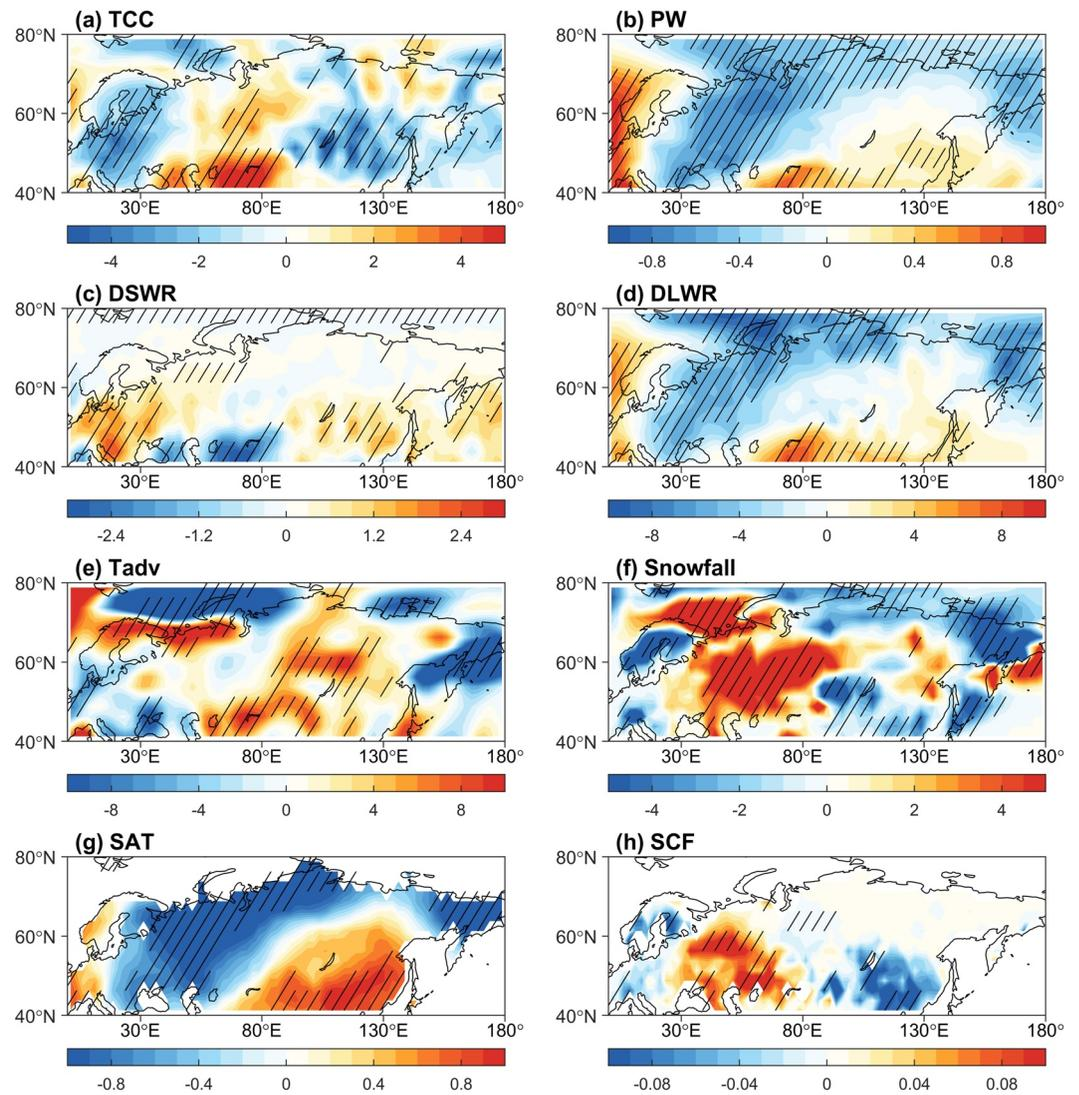 (a) TCC
80°N
60°N
40°N
30°E 80°E 130°E 180°
-4 -2 0 2 4
(b) PW
80°N
60°N
40°N
30°E 80°E 130°E 180°
-0.8 -0.4 0 0.4 0.8
(c) DSWR
80°N
60°N
40°N
30°E 80°E 130°E 180°
-2.4 -1.2 0 1.2 2.4
(d) DLWR
80°N
60°N
40°N
30°E 80°E 130°E 180°
-8 -4 0 4 8
(e) Tadv
80°N
60°N
40°N
30°E 80°E 130°E 180°
-8 -4 0 4 8
(f) Snowfall
80°N
60°N
40°N
30°E 80°E 130°E 180°
-4 -2 0 2 4
(g) SAT
80°N
60°N
40°N
30°E 80°E 130°E 180°
-0.8 -0.4 0 0.4 0.8
(h) SCF
80°N
60°N
40°N
30°E 80°E 130°E 180°
-0.08 -0.04 0 0.04 0.08